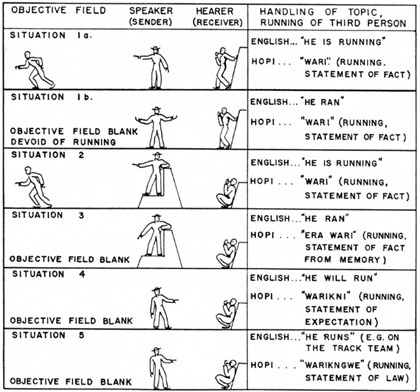 OBJECTIVE FIELD
SPEAKER (SENDER)
HEARER (RECEIVER)
HANDLING OF TOPIC, RUNNING OF THIRD PERSON
SITUATION 1a.
ENGLISH... "HE IS RUNNING"
HOPI... "WARI". (RUNNING. STATEMENT OF FACT)
SITUATION 1b.
OBJECTIVE FIELD BLANK
DEVOID OF RUNNING
ENGLISH... "HE RAN"
HOPI... "WARI" (RUNNING, STATEMENT OF FACT)
SITUATION 2
ENGLISH... "HE IS RUNNING"
HOPI... "WARI" (RUNNING, STATEMENT OF FACT)
SITUATION 3
OBJECTIVE FIELD BLANK
ENGLISH... "HE RAN"
HOPI... "ERA WARI" (RUNNING, STATEMENT OF FACT FROM MEMORY)
SITUATION 4
OBJECTIVE FIELD BLANK
ENGLISH... "HE WILL RUN"
HOPI... "WARIKNI" (RUNNING, STATEMENT OF EXPECTATION)
SITUATION 5
OBJECTIVE FIELD BLANK
ENGLISH... "HE RUNS" (E.G. ON THE TRACK TEAM)
HOPI... "WARIKNGWE" (RUNNING, STATEMENT OF LAW)